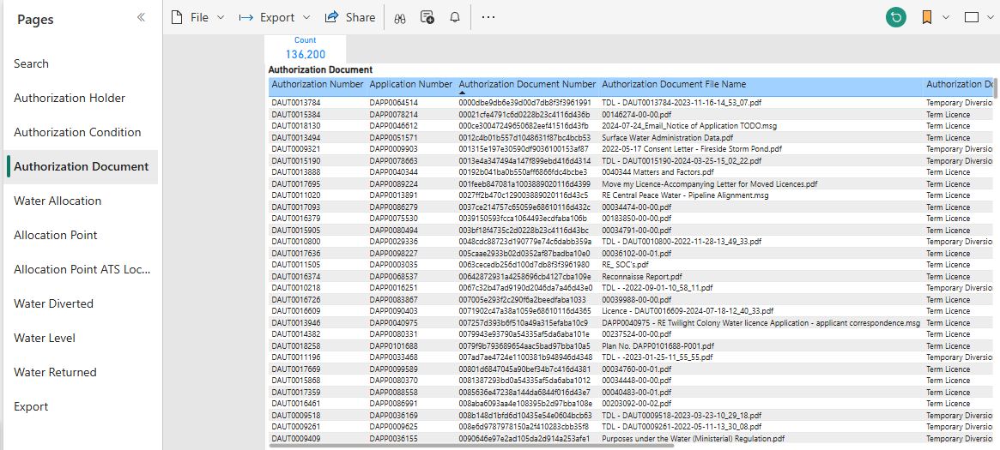 Pages
File Export Share
Search
Authorization Holder
Authorization Condition
Authorization Document
Water Allocation
Allocation Point
Allocation Point ATS Loc...
Water Diverted
Water Level
Water Returned
Export
Count
136,200
Authorization Document
Authorization Number Application Number Authorization Document Number Authorization Document File Name Authorization Do
DAUT0013784 DAPP0064514 0000dbe9db6e39d00d7db8f3f3961991 TDL - DAUT0013784-2023-11-16-14_53_07.pdf Temporary Diversio
DAUT0015384 DAPP0078214 00021cfe4791c6d0228b23c4116d436b 00146274-00-00.pdf Term Licence
DAUT0018130 DAPP0046612 000ce30047249650682eef41516d43fb 2024-07-24_Email_Notice of Application TODO.msg Term Licence
DAUT0013494 DAPP0051571 0012c4b01b557d1048631f87bc4bcb53 Surface Water Administration Data.pdf Term Licence
DAUT0009321 DAPP0009903 001315e197e30590df9036100153af87 2022-05-17 Consent Letter - Fireside Storm Pond.pdf Term Licence
DAUT0015190 DAPP0078663 0013e4a347494a147f899ebd416d4314 TDL - DAUT0015190-2024-03-25-15_02_22.pdf Temporary Diversio
DAUT0013888 DAPP0040344 00192b041ba0b550aff6866fdc4bcbe3 0040344 Matters and Factors.pdf Term Licence
DAUT0017695 DAPP0089224 001feeb847081a1003889020116d4399 Move my Licence-Accompanying Letter for Moved Licences.pdf Term Licence
DAUT0011020 DAPP0013891 0027ff2b470c129003889020116d43c5 RE Central Peace Water - Pipeline Alignment.msg Term Licence
DAUT0017093 DAPP0086279 0037ce214757c65059e68610116d432c 00034474-00-00.pdf Term Licence
DAUT0016379 DAPP0075530 0039150593fcca1064493ecdfaba106b 00183850-00-00.pdf Term Licence
DAUT0015905 DAPP0080494 003bf18f4735c2d0228b23c4116d43bc 00034791-00-00.pdf Term Licence
DAUT0010800 DAPP0029336 0048cdc88723d190779e74c6dabb359a TDL - DAUT0010800-2022-11-28-13_49_33.pdf Temporary Diversio
DAUT0017636 DAPP0098227 005caae2933b02d0352af87badba10e0 00036102-00-01.pdf Term Licence
DAUT0011505 DAPP0003035 0063cecedb256d100d7db8f3f3961980 RE_ SOC's.pdf Term Licence
DAUT0016374 DAPP0068537 00642872931a4258696cb4127cba109e Reconnaisse Report.pdf Term Licence
DAUT0010218 DAPP0016251 0067c32b47ad9190d2046da7a46d43e0 TDL - -2022-09-01-10_58_11.pdf Temporary Diversio
DAUT0016726 DAPP0083867 007005e293f2c290f6a2beedfaba1033 00039988-00-00.pdf Term Licence
DAUT0016609 DAPP0090403 0071902c47a38a1059e68610116d4365 Licence - DAUT0016609-2024-07-18-12_40_33.pdf Term Licence
DAUT0013946 DAPP0040975 007257d393b6f510a49a315efaba10c9 DAPP0040975 - RE Twilight Colony Water licence Application - applicant correspondence.msg Term Licence
DAUT0014382 DAPP0080331 0079943e93790a54335af5da6aba101e 00237524-00-00.pdf Term Licence
DAUT0018258 DAPP0101688 0079f9b793689654aac5bad97bba10a5 Plan No. DAPP0101688-P001.pdf Term Licence
DAUT0011196 DAPP0033468 007ad7ae4724e1100381b948946d4348 TDL - -2023-01-25-11_55_55.pdf Temporary Diversio
DAUT0017669 DAPP0099589 00801d6847045a90bef34b7c416d4381 00034760-00-01.pdf Term Licence
DAUT0015868 DAPP0080370 0081387293bd0a54335af5da6aba1012 00034448-00-00.pdf Term Licence
DAUT0017359 DAPP0088558 0085636e47238a144da6844f016d43e7 00040483-00-01.pdf Term Licence
DAUT0016461 DAPP0086991 008aba6093aa4e108395b2d97bba108e 00203092-00-02.pdf Term Licence
DAUT0009518 DAPP0036169 008b148d1bfd6d10435e54e0604bcb63 TDL - DAUT0009518-2023-03-23-10_29_18.pdf Temporary Diversio
DAUT0009261 DAPP0009625 008e6d9787978150a2f410283cbb35f8 TDL - DAUT0009261-2022-05-11-13_30_08.pdf Temporary Diversio
DAUT0009409 DAPP0036155 0090646e97e2ad105da2d914a253afe1 Purposes under the Water (Ministerial) Regulation.pdf Term Licence